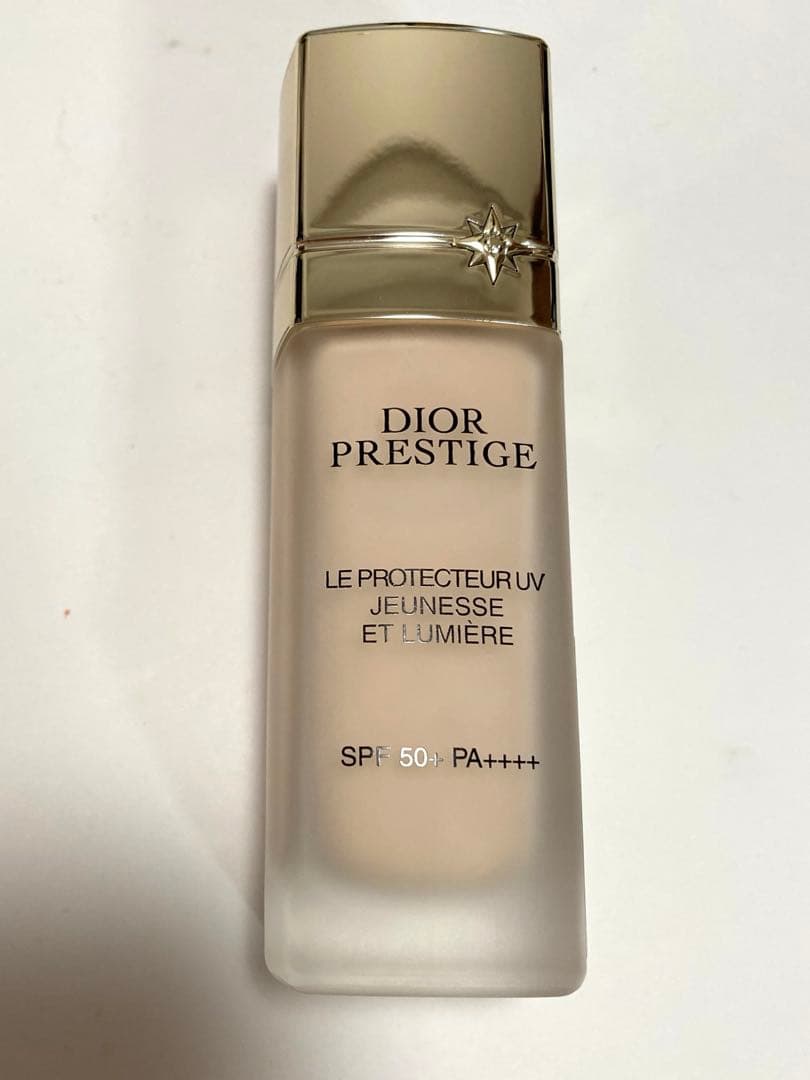 DIOR
PRESTIGE
LE PROTECTEUR UV
JEUNESSE
ET LUMIÈRE
SPF 50+ PA++++